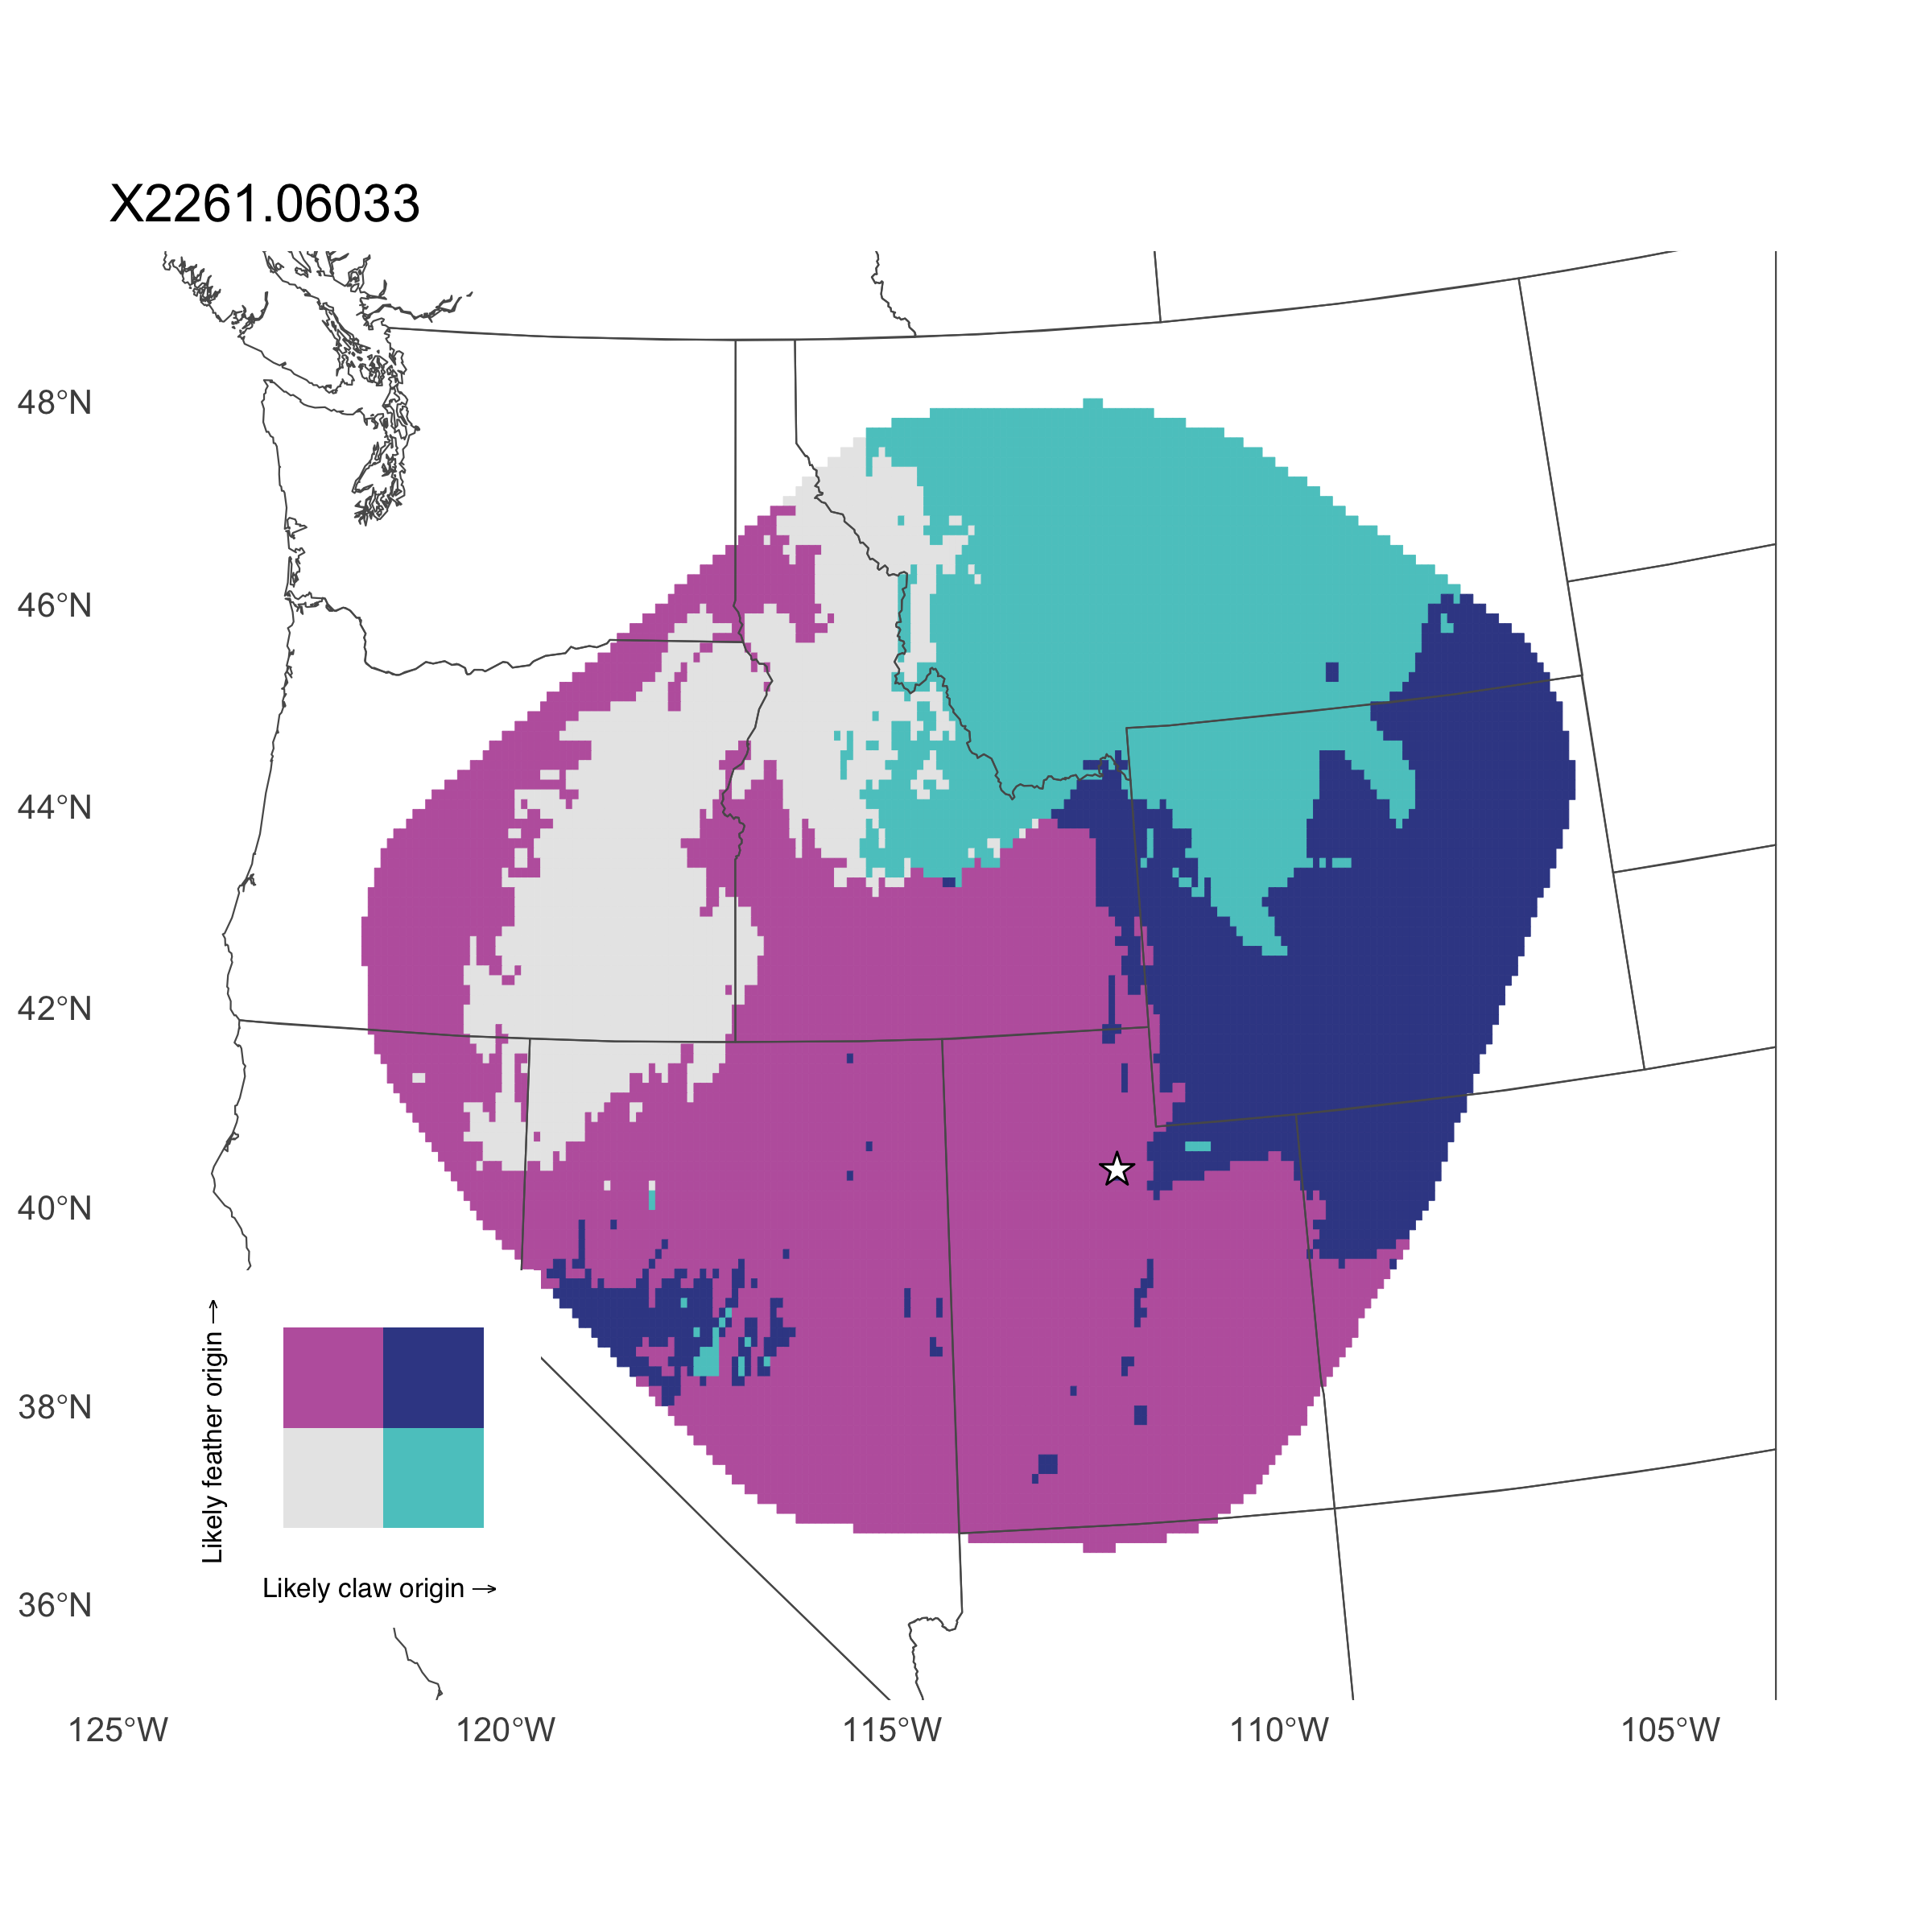 X2261.06033
48°N
46°N
44°N
42°N
40°N
38°N
36°N
Likely feather origin →
Likely claw origin →
125°W
120°W
115°W
110°W
105°W